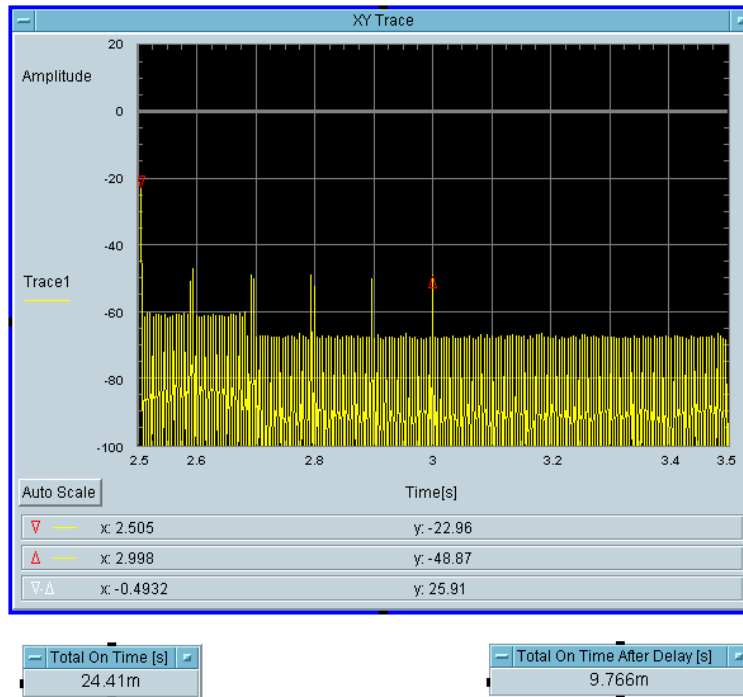 XY Trace
Amplitude
20
0
-20
-40
-60
-80
-100
Trace1
2.5 2.6 2.8 3 3.2 3.4 3.5
Auto Scale
Time[s]
x: 2.505 y: -22.96
x: 2.998 y: -48.87
∇-Δ x: -0.4932 y: 25.91
Total On Time [s]
24.41m
Total On Time After Delay [s]
9.766m